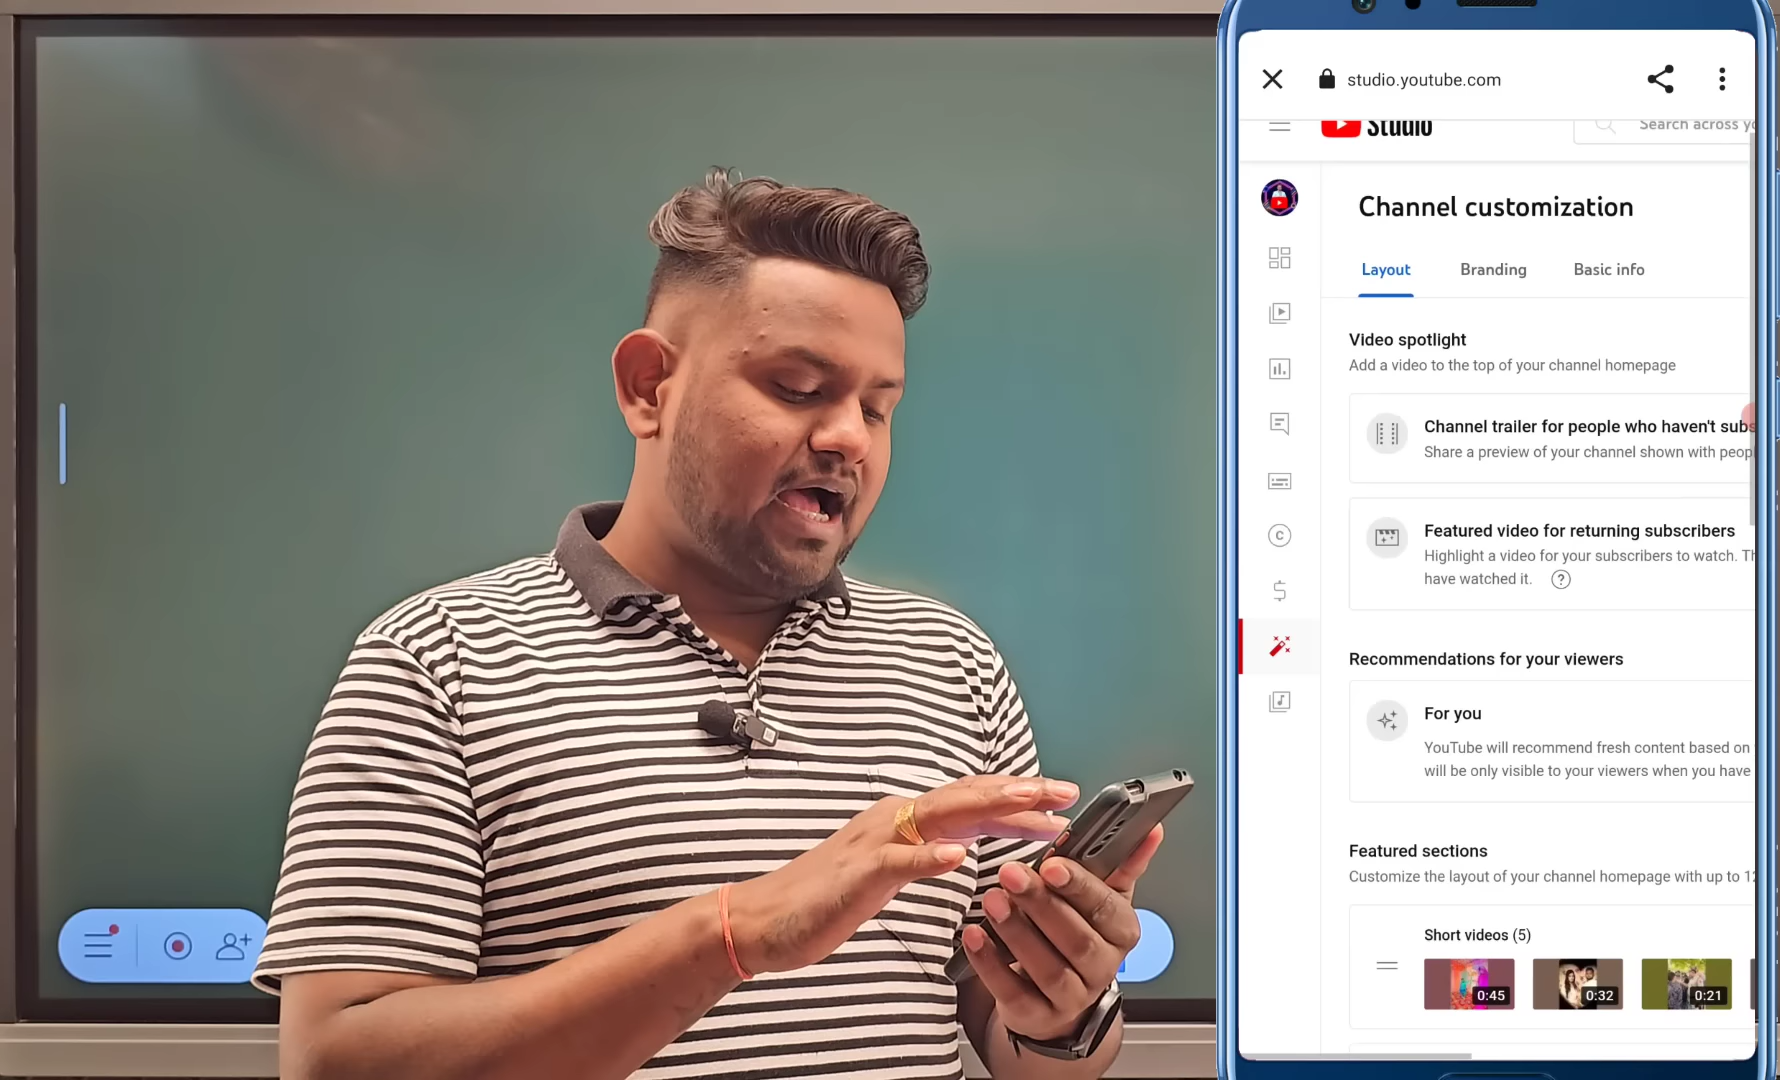 studio.youtube.com
Studio
Search across
Channel customization
Layout
Branding
Basic info
Video spotlight
Add a video to the top of your channel homepage
Channel trailer for people who haven't subs
Share a preview of your channel shown with peop
Featured video for returning subscribers
Highlight a video for your subscribers to watch. Th
have watched it.
Recommendations for your viewers
For you
YouTube will recommend fresh content based on
will be only visible to your viewers when you have
Featured sections
Customize the layout of your channel homepage with up to 12
Short videos (5)
0:45
0:32
0:21